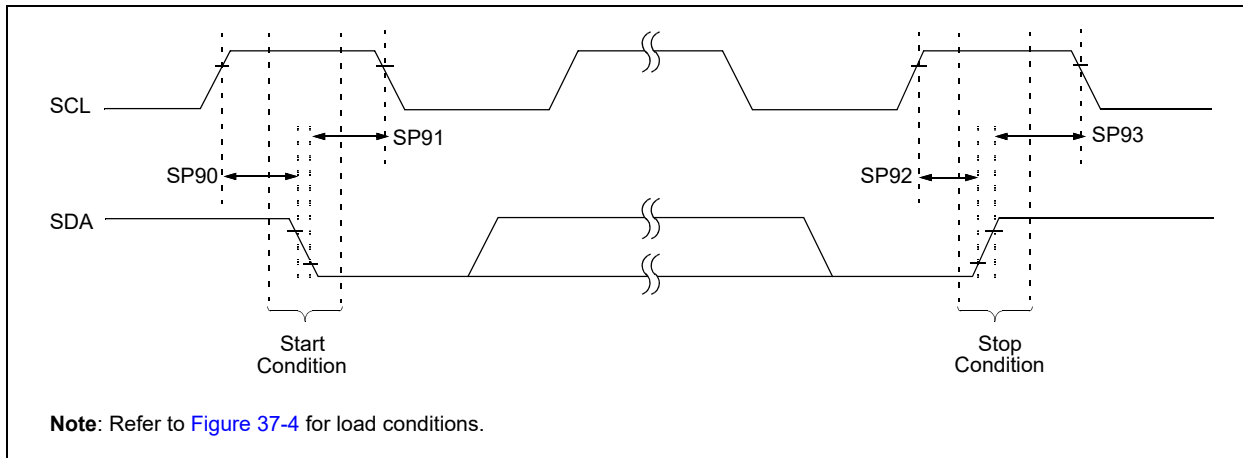 SCL
SP91
SP93
SP90
SP92
SDA
Start
Condition
Stop
Condition
Note: Refer to Figure 37-4 for load conditions.